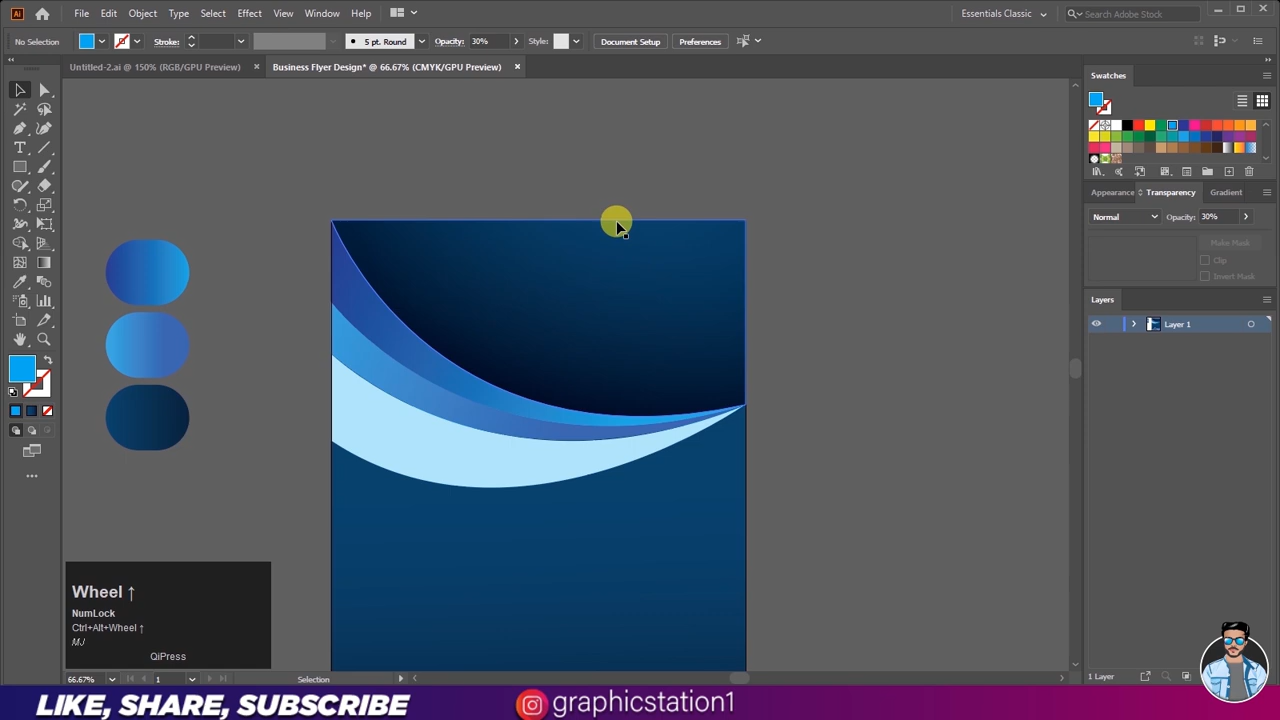 Ai
File Edit Object Type Select Effect View Window Help
Essentials Classic
Search Adobe Stock
No Selection
Stroke:
5 pt. Round
Opacity: 30%
Style:
Document Setup
Preferences
Untitled-2.ai @ 150% (RGB/GPU Preview)
Business Flyer Design* @ 66.67% (CMYK/GPU Preview)
Swatches
Appearance
Transparency
Gradient
Normal
Opacity: 30%
Make Mask
Clip
Invert Mask
Layers
Layer 1
Wheel ↑
NumLock
Ctrl+Alt+Wheel ↑
MJ
QiPress
66.67%
1
Selection
1 Layer
LIKE, SHARE, SUBSCRIBE
graphicstation1